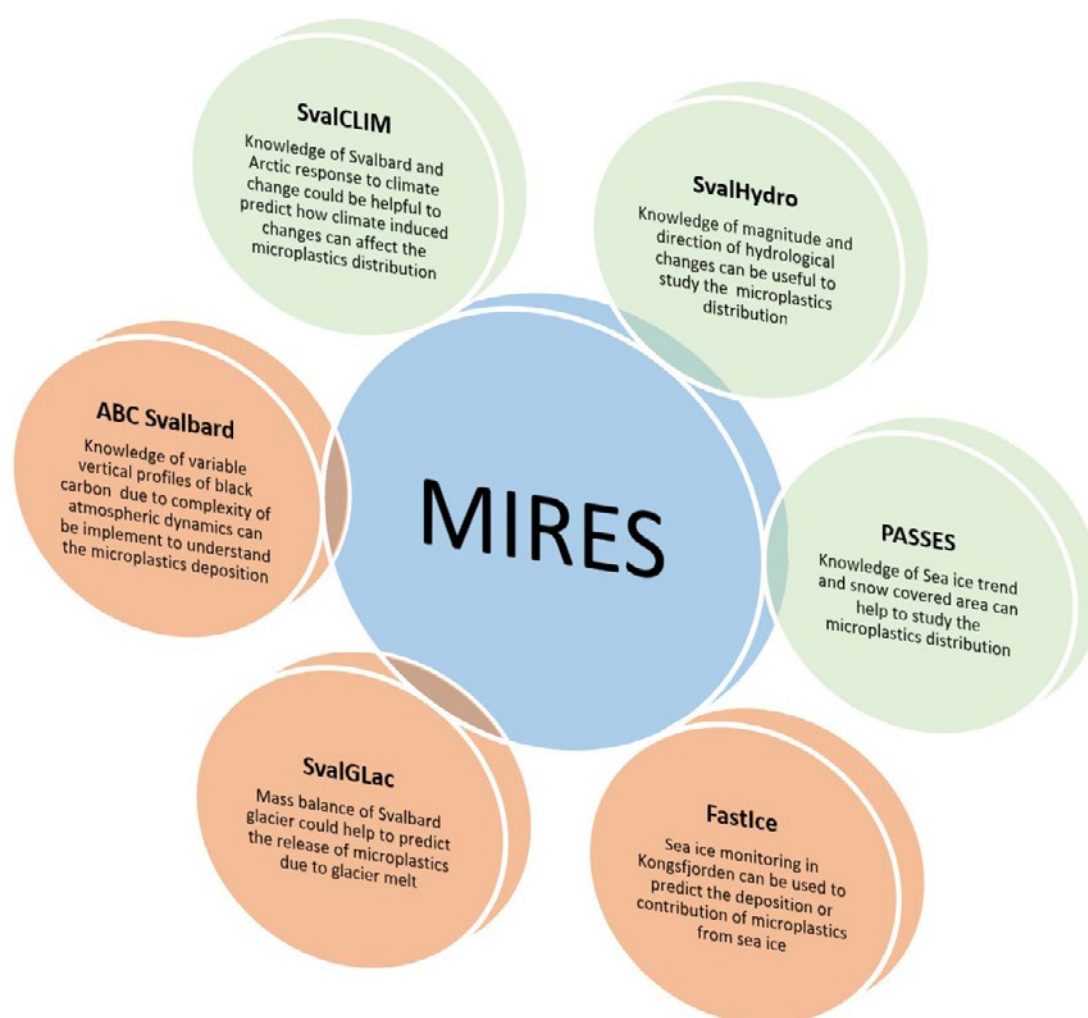 SvalCLIM
Knowledge of Svalbard and
Arctic response to climate
change could be helpful to
predict how climate induced
changes can affect the
microplastics distribution
SvalHydro
Knowledge of magnitude and
direction of hydrological
changes can be useful to
study the microplastics
distribution
ABC Svalbard
Knowledge of variable
vertical profiles of black
carbon due to complexity of
atmospheric dynamics can
be implement to understand
the microplastics deposition
MIRES
PASSES
Knowledge of Sea ice trend
and snow covered area can
help to study the
microplastics distribution
SvalGLac
Mass balance of Svalbard
glacier could help to predict
the release of microplastics
due to glacier melt
FastIce
Sea ice monitoring in
Kongsfjorden can be used to
predict the deposition or
contribution of microplastics
from sea ice